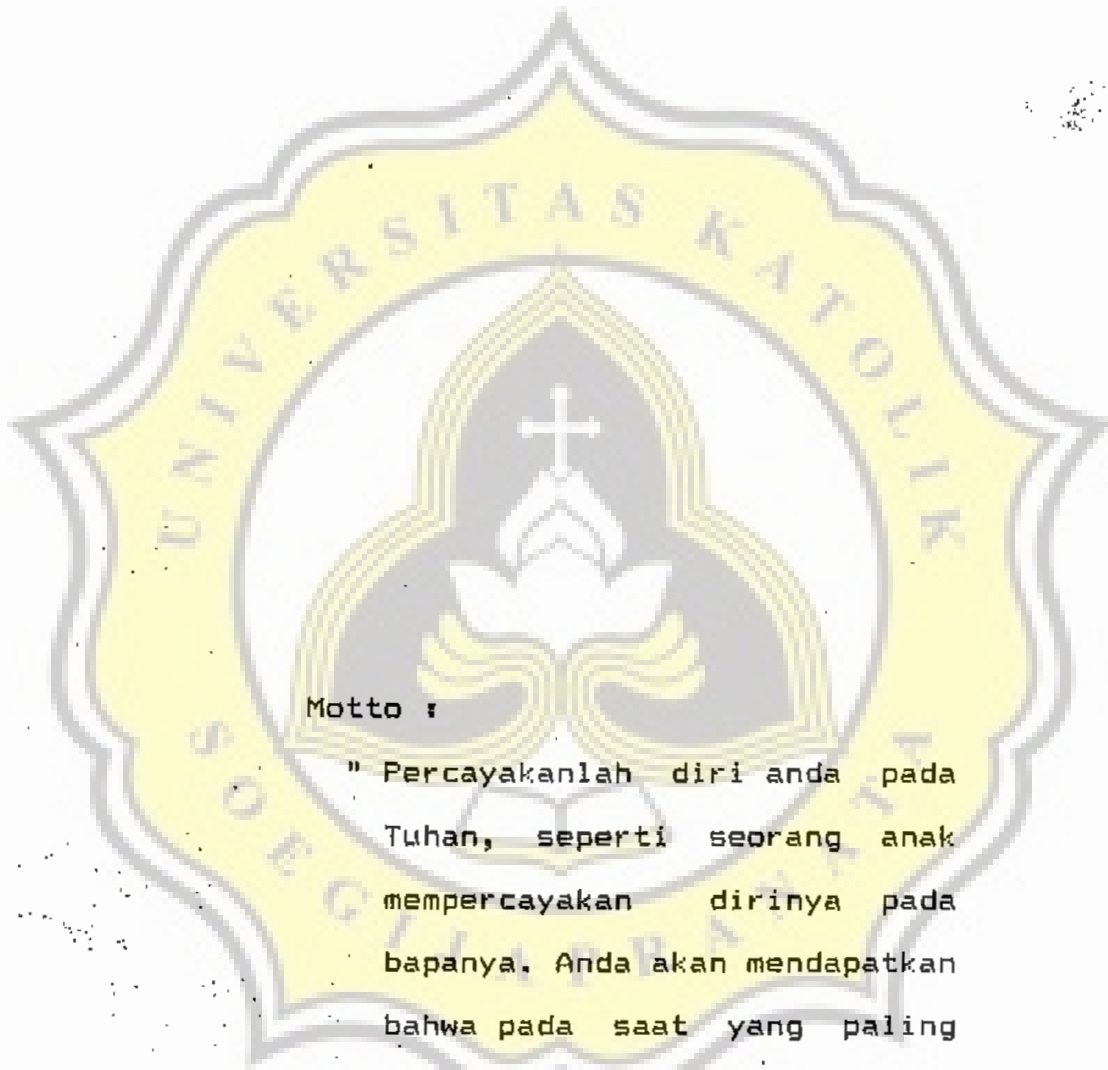 UNIVERSITAS KATOLIK
SOEGIJAPRANATA
Motto :
" Percayakanlah diri anda pada
Tuhan, seperti seorang anak
mempercayakan dirinya pada
bapanya. Anda akan mendapatkan
bahwa pada saat yang paling